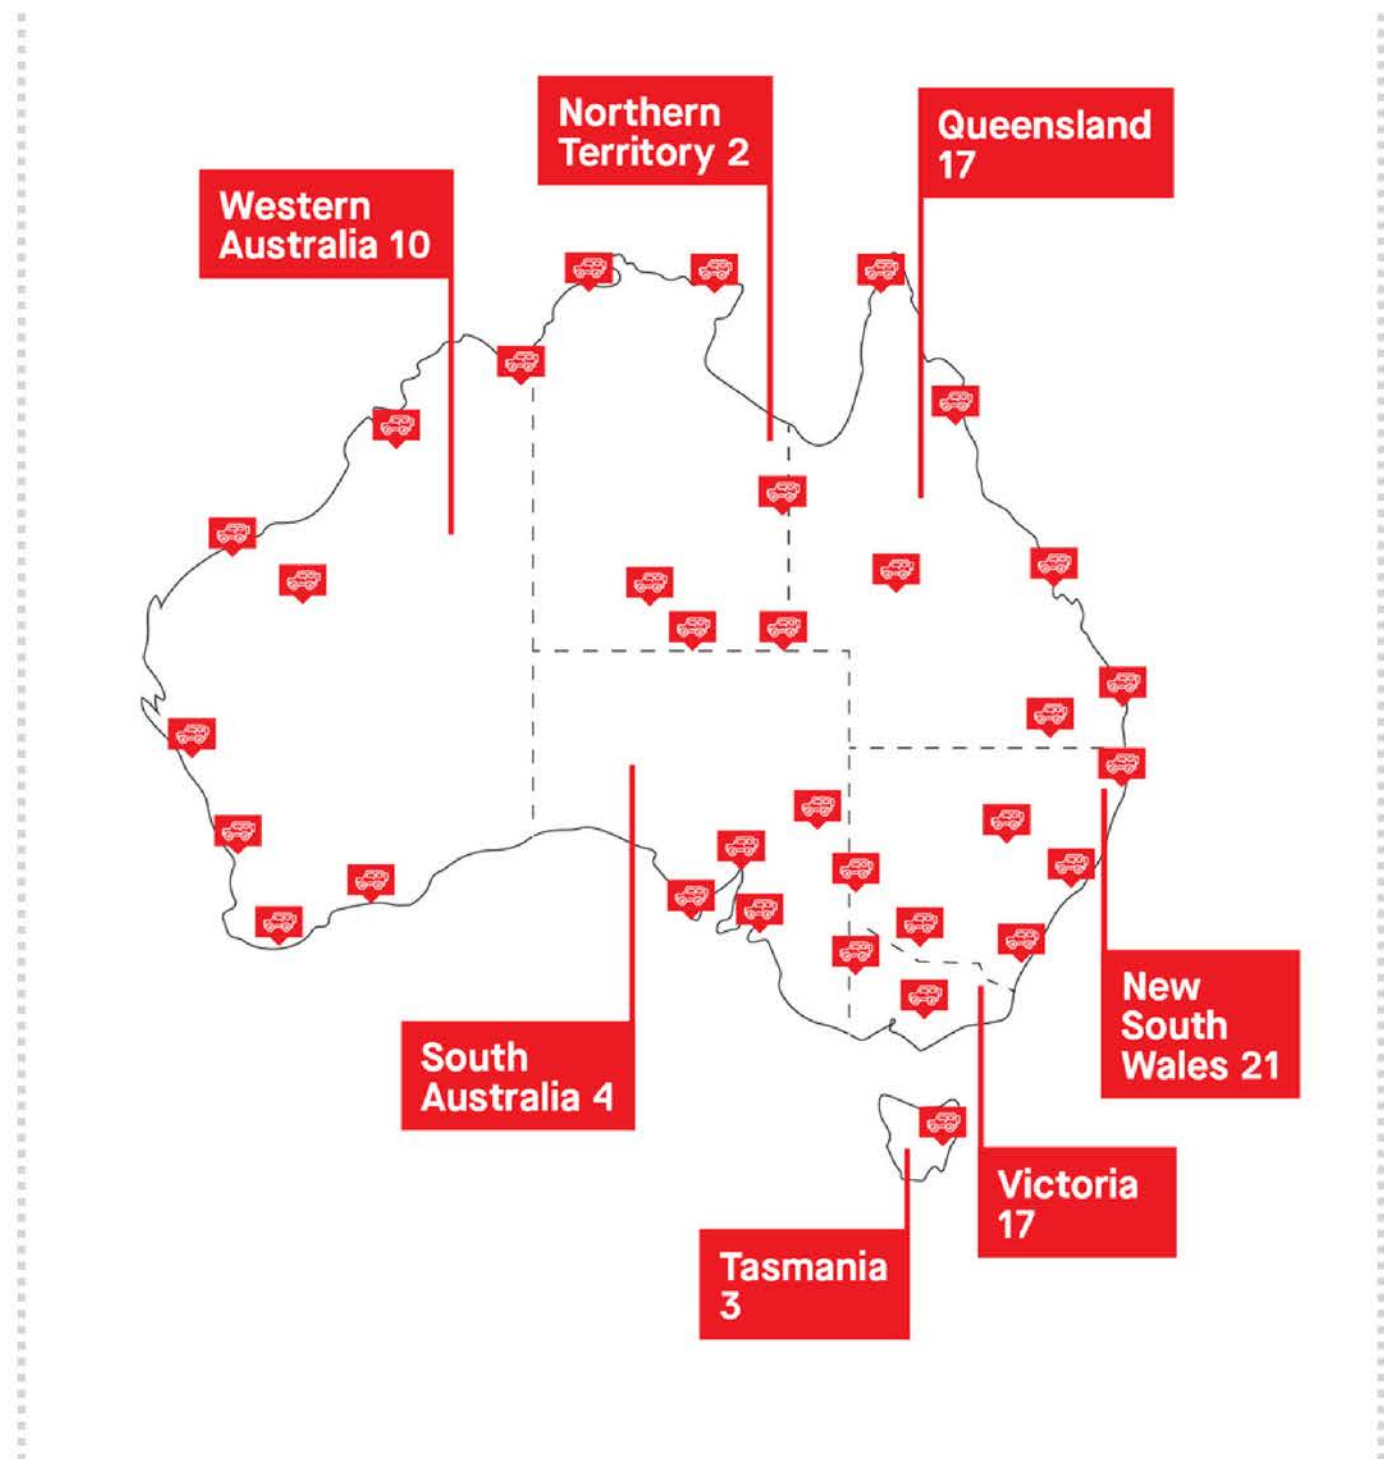 Northern
Territory 2
Queensland
17
Western
Australia 10
South
Australia 4
New
South
Wales 21
Victoria
17
Tasmania
3